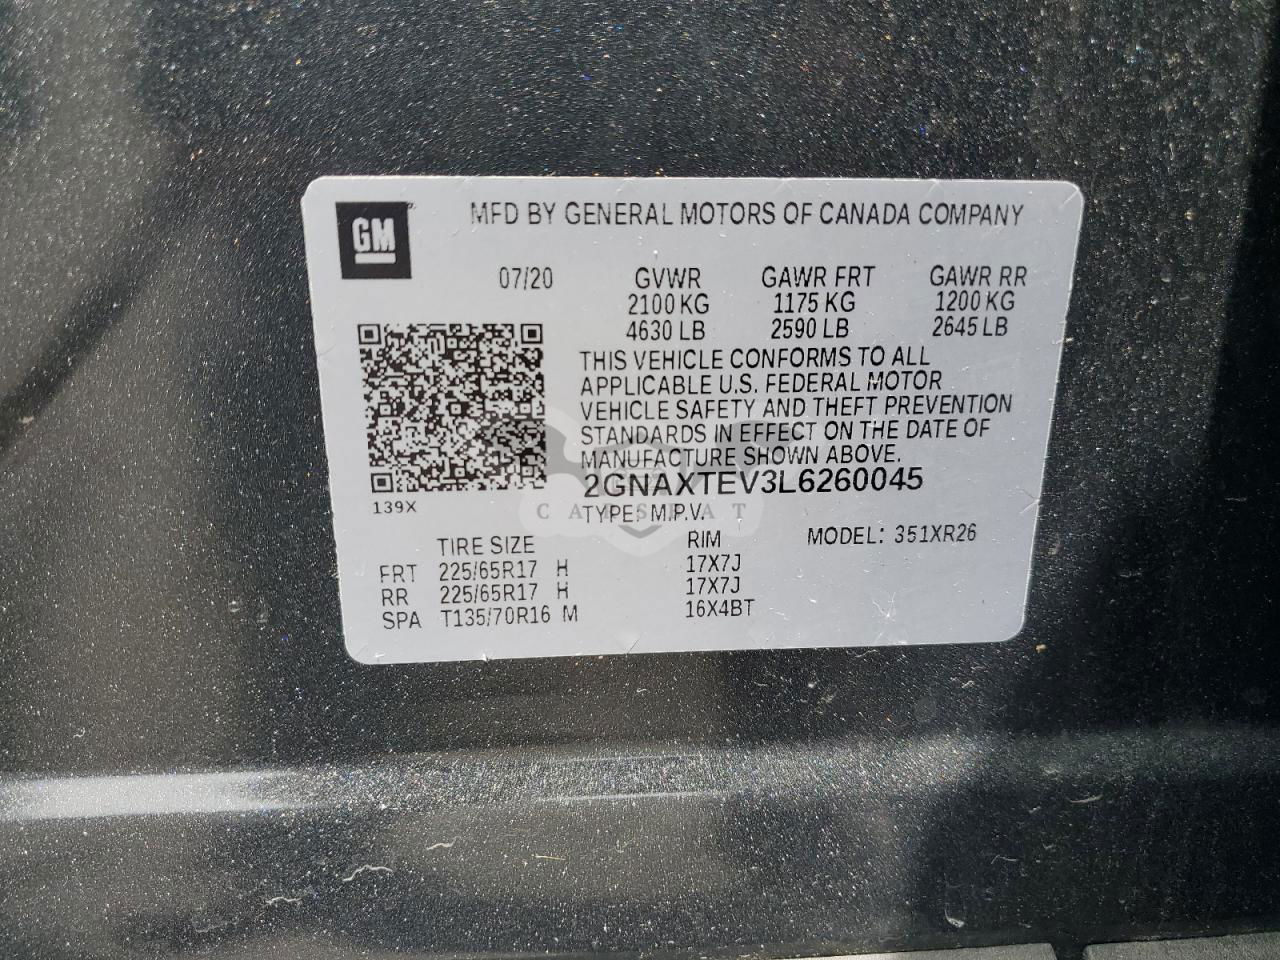 GM
MFD BY GENERAL MOTORS OF CANADA COMPANY
07/20 GVWR GAWR FRT GAWR RR
2100 KG 1175 KG 1200 KG
4630 LB 2590 LB 2645 LB
THIS VEHICLE CONFORMS TO ALL
APPLICABLE U.S. FEDERAL MOTOR
VEHICLE SAFETY AND THEFT PREVENTION
STANDARDS IN EFFECT ON THE DATE OF
MANUFACTURE SHOWN ABOVE.
2GNAXTEV3L6260045
139X
TYPE: M.P.V.
MODEL: 351XR26
TIRE SIZE RIM
FRT 225/65R17 H 17X7J
RR 225/65R17 H 17X7J
SPA T135/70R16 M 16X4BT